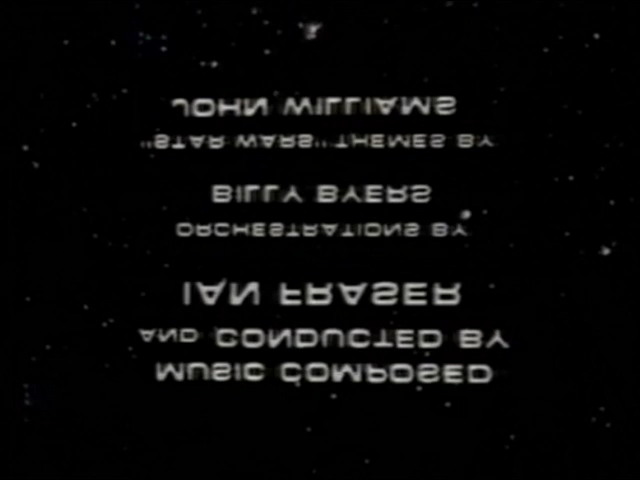 MUSIC COMPOSED
AND CONDUCTED BY
IAN FRASER
ORCHESTRATIONS BY
BILLY BYERS
"STAR WARS" THEMES BY
JOHN WILLIAMS